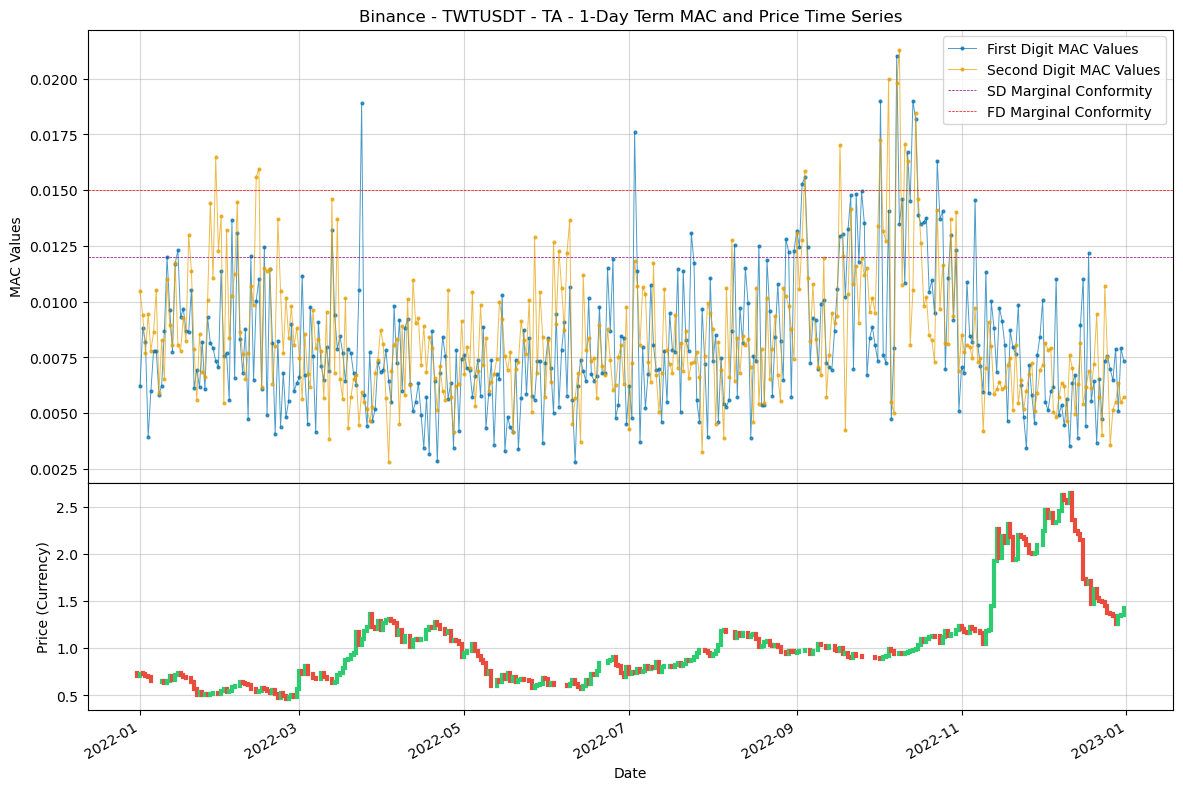 Binance - TWTUSDT - TA - 1-Day Term MAC and Price Time Series
First Digit MAC Values
Second Digit MAC Values
SD Marginal Conformity
FD Marginal Conformity
MAC Values
0.0200
0.0175
0.0150
0.0125
0.0100
0.0075
0.0050
0.0025
Price (Currency)
2.5
2.0
1.5
1.0
0.5
2022-01
2022-03
2022-05
2022-07
2022-09
2022-11
2023-01
Date